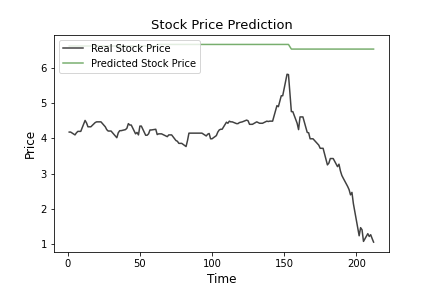 Stock Price Prediction
Real Stock Price
Predicted Stock Price
Price
6
5
4
3
2
1
0 50 100 150 200
Time